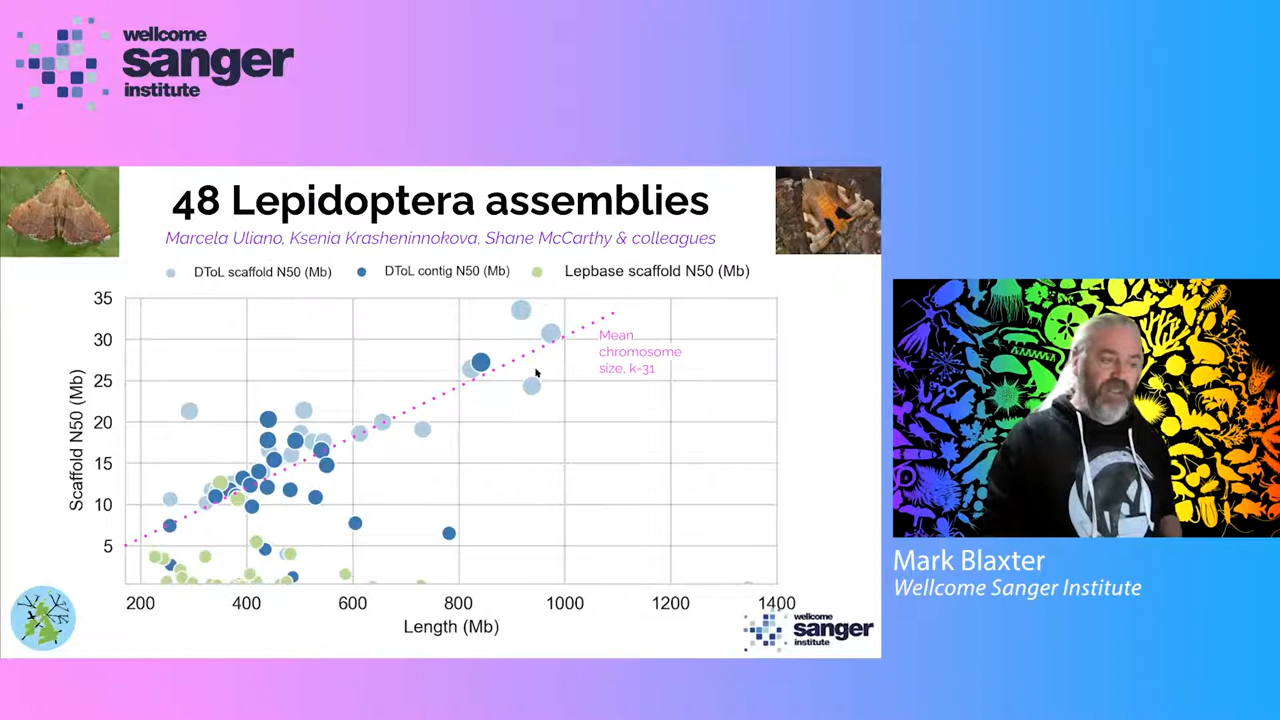 wellcome
sanger
institute
48 Lepidoptera assemblies
Marcela Uliano, Ksenia Krasheninnokova, Shane McCarthy & colleagues
DToL scaffold N50 (Mb) DToL contig N50 (Mb) Lepbase scaffold N50 (Mb)
35
30
25
20
15
10
5
Scaffold N50 (Mb)
Mean
chromosome
size, k=31
200 400 600 800 1000 1200 1400
Length (Mb)
wellcome
sanger
institute
Mark Blaxter
Wellcome Sanger Institute